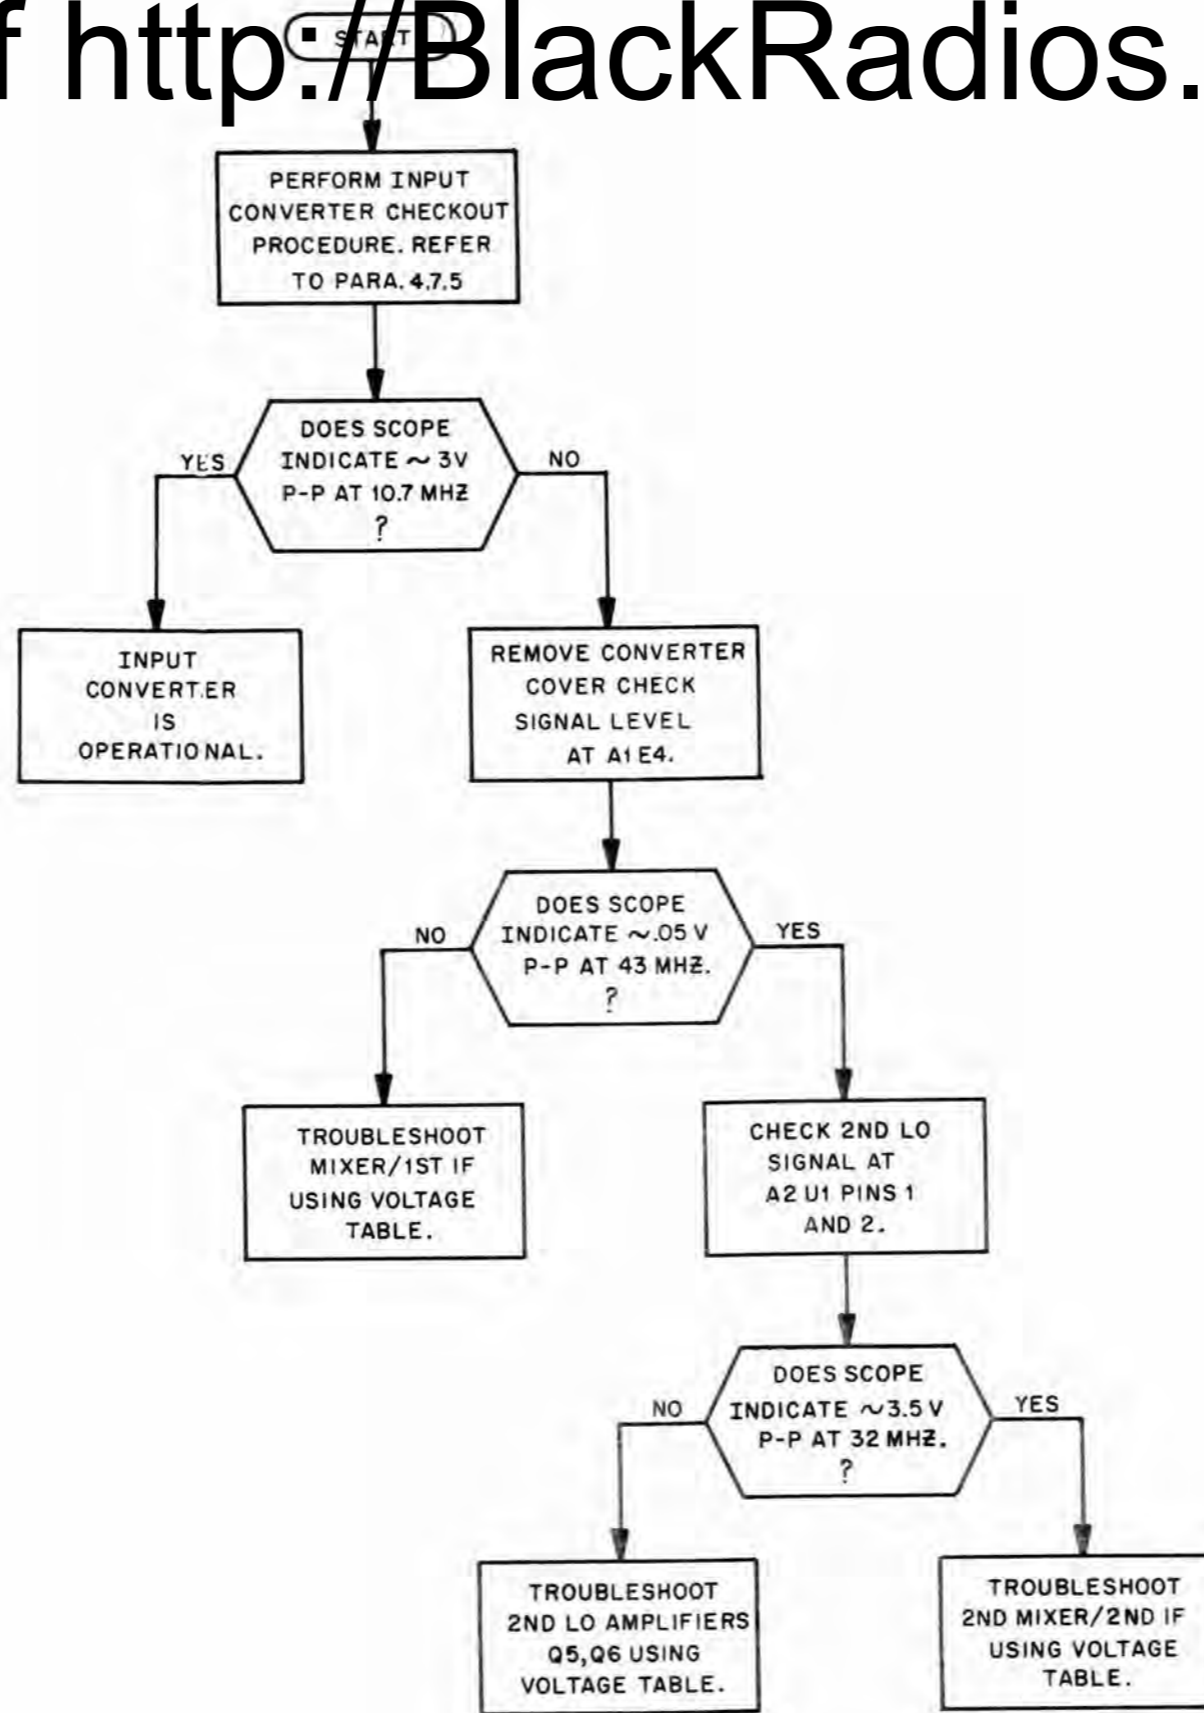 f http://BlackRadios.
START
PERFORM INPUT
CONVERTER CHECKOUT
PROCEDURE. REFER
TO PARA. 4.7.5
DOES SCOPE
INDICATE ~ 3V
P-P AT 10.7 MHZ
?
YES
NO
INPUT
CONVERTER
IS
OPERATIONAL.
REMOVE CONVERTER
COVER CHECK
SIGNAL LEVEL
AT A1 E4.
DOES SCOPE
INDICATE ~.05 V
P-P AT 43 MHZ.
?
NO
YES
TROUBLESHOOT
MIXER/1ST IF
USING VOLTAGE
TABLE.
CHECK 2ND LO
SIGNAL AT
A2 U1 PINS 1
AND 2.
DOES SCOPE
INDICATE ~3.5 V
P-P AT 32 MHZ.
?
NO
YES
TROUBLESHOOT
2ND LO AMPLIFIERS
Q5,Q6 USING
VOLTAGE TABLE.
TROUBLESHOOT
2ND MIXER/2ND IF
USING VOLTAGE
TABLE.